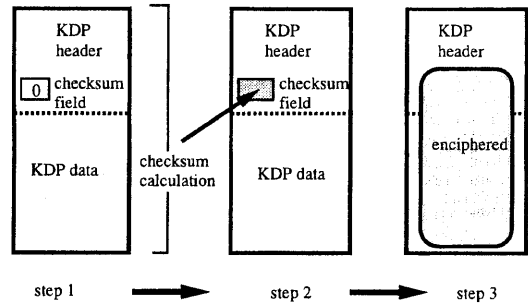 KDP
header
0
checksum
field
KDP data
checksum
calculation
KDP
header
checksum
field
KDP data
KDP
header
enciphered
step 1
step 2
step 3